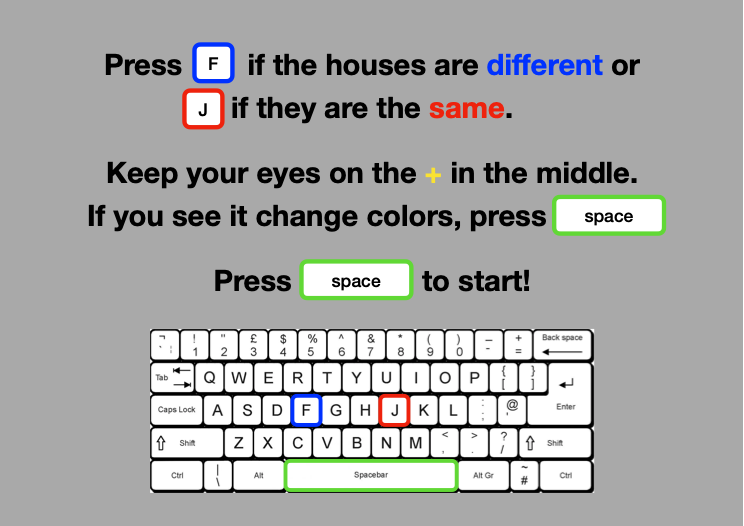 Press F if the houses are different or
J if they are the same.
Keep your eyes on the + in the middle.
If you see it change colors, press space
Press space to start!
¬ ! " £ $ % ^ & * ( ) _ + Back space
` ¦ 1 2 3 4 5 6 7 8 9 0 - =
Tab Q W E R T Y U I O P { [ } ]
Caps Lock A S D F G H J K L : ; @ ' Enter
Shift Z X C V B N M < , > . ? / Shift
Ctrl | \ Alt Spacebar Alt Gr ~ # Ctrl